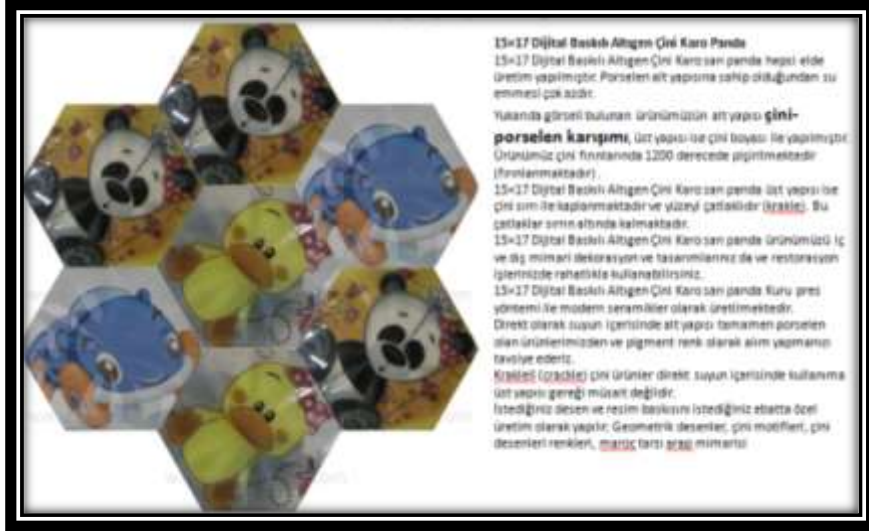 15×17 Dijital Baskılı Altıgen Çini Karo Panda
15×17 Dijital Baskılı Altıgen Çini Karo sarı panda hepsi elde
üretim yapılmıştır. Porselen alt yapısına sahip olduğundan su
emmesi çok azdır.
Yukarıda görseli bulunan ürünümüzün alt yapısı çini-
porselen karışımı, üst yapısı ise çini boyası ile yapılmıştır.
Ürünümüz çini fırınlarında 1200 derecede pişirilmektedir
(fırınlanmaktadır).
15×17 Dijital Baskılı Altıgen Çini Karo sarı panda üst yapısı ise
çini sırrı ile kaplanmaktadır ve yüzeyi çatlaklıdır (krakle). Bu
çatlaklar sırrın altında kalmaktadır.
15×17 Dijital Baskılı Altıgen Çini Karo sarı panda ürünümüzü iç
ve dış mimari dekorasyon ve tasarımlarınız da ve restorasyon
işlerinizde rahatlıkla kullanabilirsiniz.
15×17 Dijital Baskılı Altıgen Çini Karo sarı panda Kuru pres
yöntemi ile modern seramikler olarak üretilmektedir.
Direkt olarak suyun içerisinde alt yapısı tamamen porselen
olan ürünlerimizden ve pigment renk olarak alım yapmanızı
tavsiye ederiz.
Krakleli (crackle) çini ürünler direkt suyun içerisinde kullanıma
üst yapısı gereği müsait değildir.
İstediğiniz desen ve resim baskısını istediğiniz ebatta özel
üretim olarak yapılır. Geometrik desenler, çini motifleri, çini
desenleri renkleri, maroç tarsı arap mimarisi